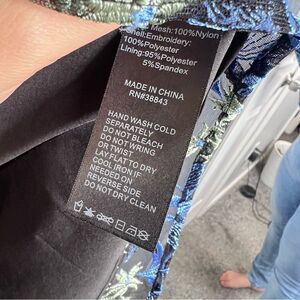 Mesh:100%Nylon
Shell:Embroidery:
100%Polyester
Lining:95%Polyester
5%Spandex
MADE IN CHINA
RN#38843
HAND WASH COLD
SEPARATELY
DO NOT BLEACH
DO NOT WRING
OR TWIST
LAY FLAT TO DRY
COOL IRON IF
NEEDED ON
REVERSE SIDE
DO NOT DRY CLEAN